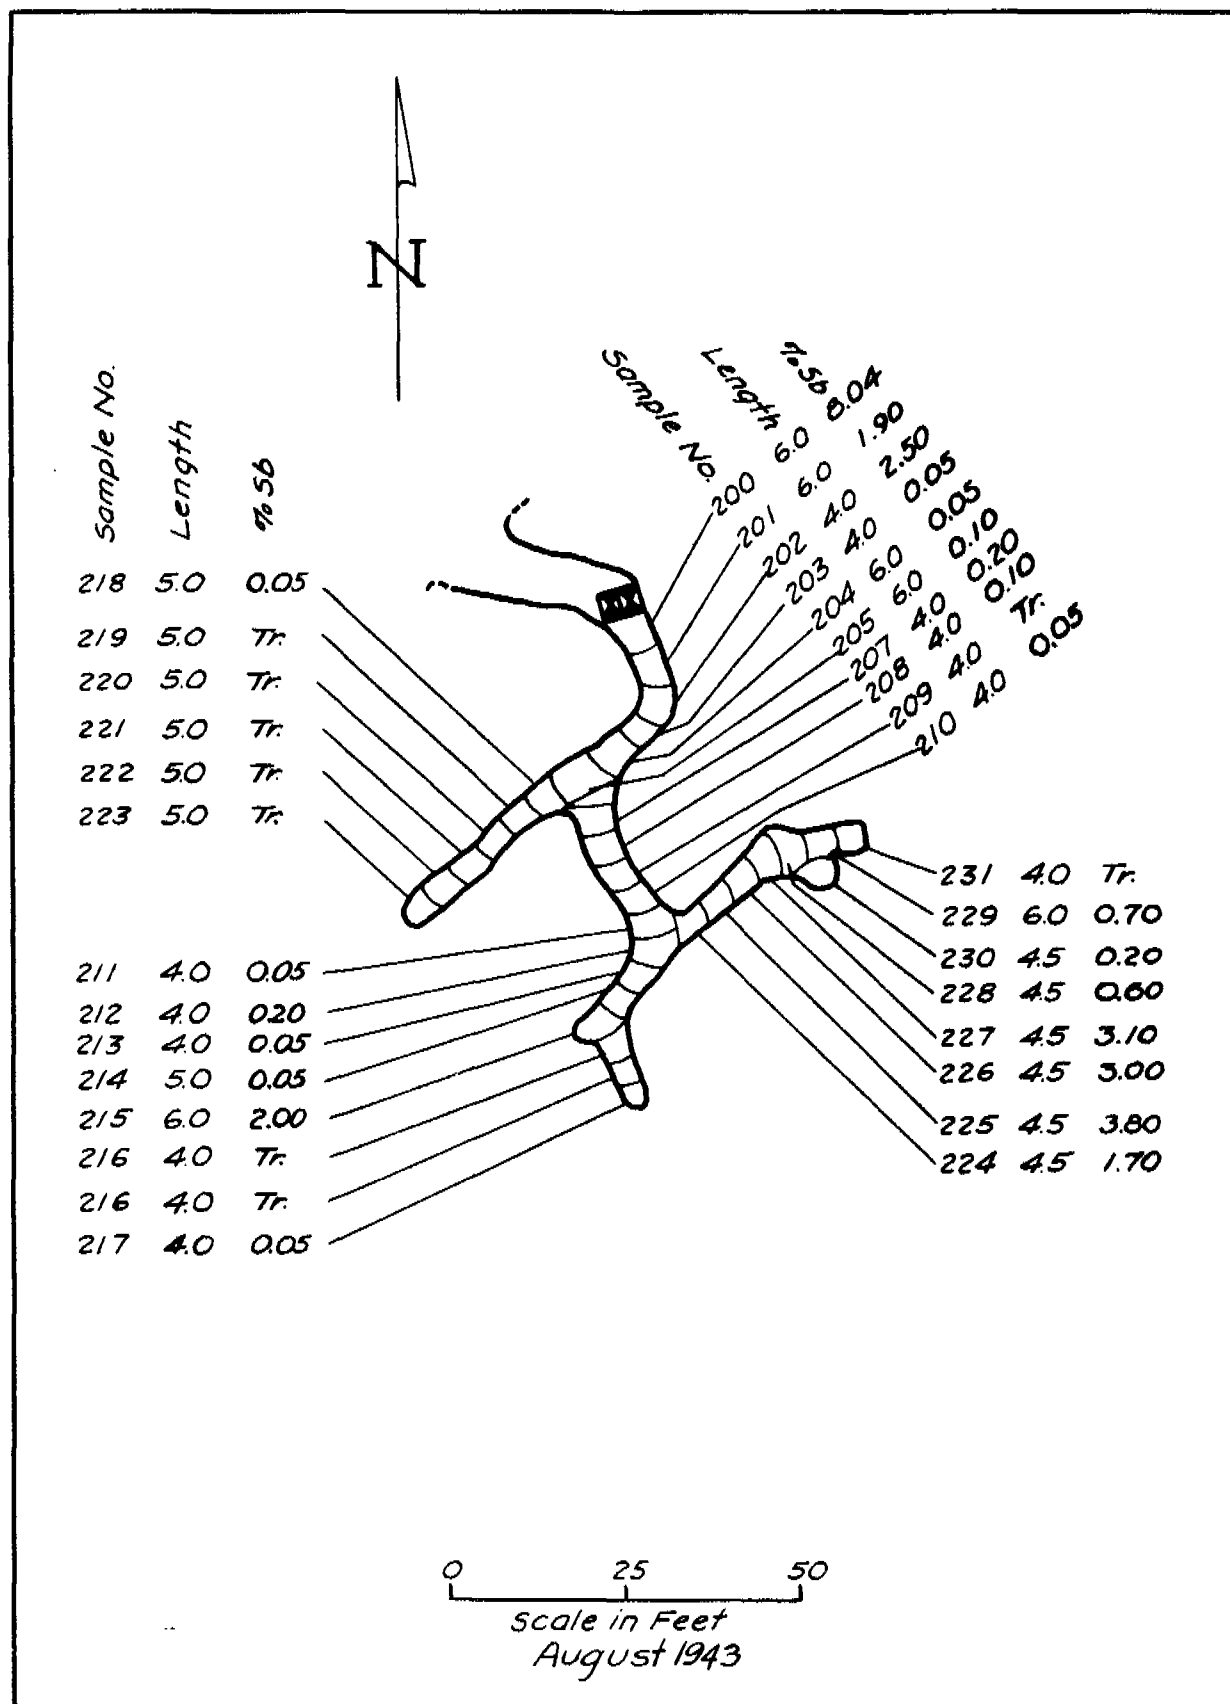 N
Sample No. Length % Sb
200 6.0 8.04
201 6.0 1.90
202 4.0 2.50
203 4.0 0.05
204 6.0 0.05
205 6.0 0.10
207 4.0 0.20
208 4.0 0.10
209 4.0 Tr.
210 4.0 0.05
Sample No. Length % Sb
218 5.0 0.05
219 5.0 Tr.
220 5.0 Tr.
221 5.0 Tr.
222 5.0 Tr.
223 5.0 Tr.
211 4.0 0.05
212 4.0 0.20
213 4.0 0.05
214 5.0 0.05
215 6.0 2.00
216 4.0 Tr.
216 4.0 Tr.
217 4.0 0.05
231 4.0 Tr.
229 6.0 0.70
230 4.5 0.20
228 4.5 0.60
227 4.5 3.10
226 4.5 3.00
225 4.5 3.80
224 4.5 1.70
0 25 50
Scale in Feet
August 1943